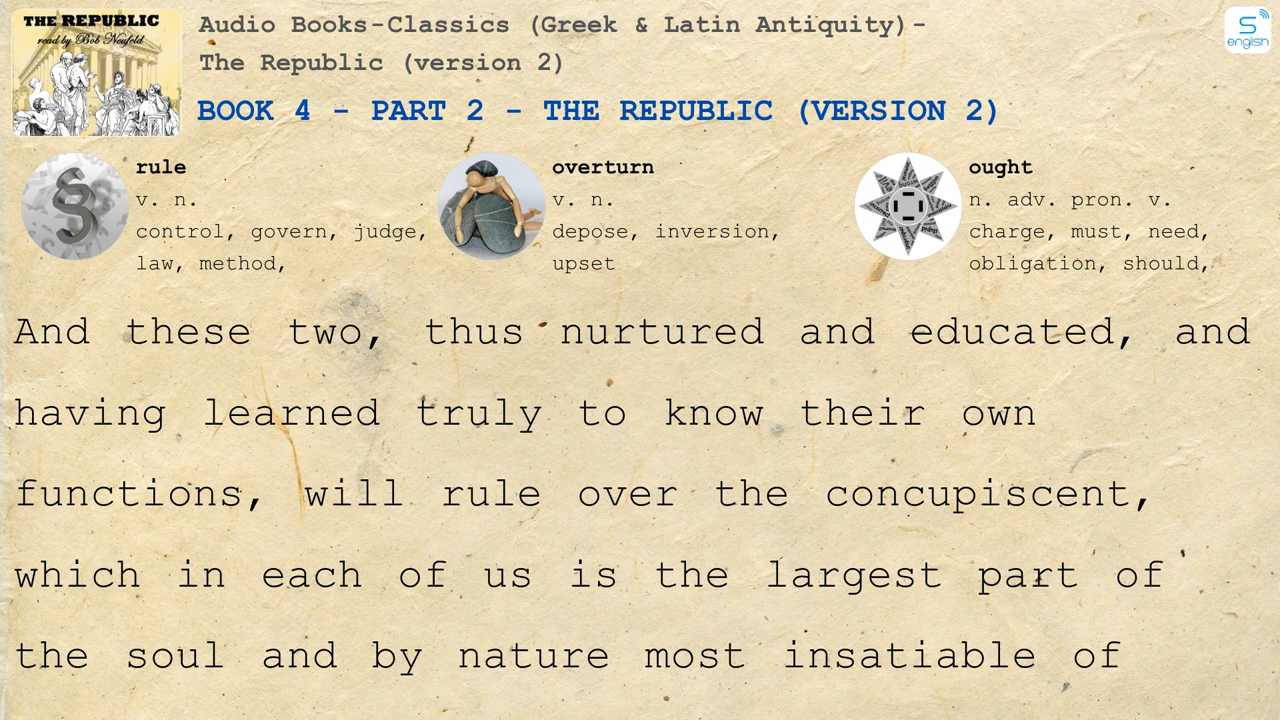 THE REPUBLIC
read by Bob Neufeld
Audio Books-Classics (Greek & Latin Antiquity)-
The Republic (version 2)
BOOK 4 - PART 2 - THE REPUBLIC (VERSION 2)
S
english
rule
v. n.
control, govern, judge,
law, method,
overturn
v. n.
depose, inversion,
upset
ought
n. adv. pron. v.
charge, must, need,
obligation, should,
And these two, thus nurtured and educated, and
having learned truly to know their own
functions, will rule over the concupiscent,
which in each of us is the largest part of
the soul and by nature most insatiable of